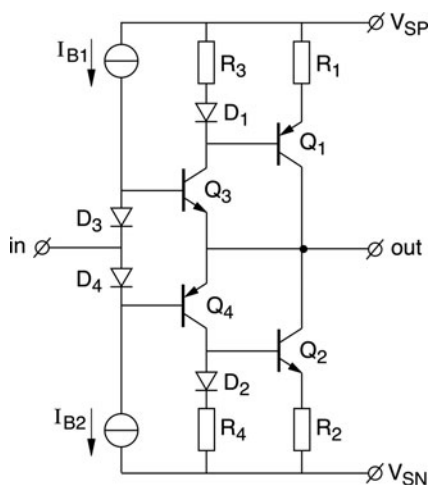 I_B1
R_3
R_1
V_SP
D_1
Q_1
Q_3
D_3
in
out
D_4
Q_4
Q_2
D_2
I_B2
R_4
R_2
V_SN